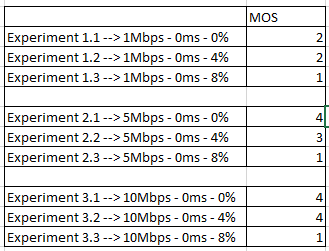 MOS
Experiment 1.1 --> 1Mbps - 0ms - 0% 2
Experiment 1.2 --> 1Mbps - 0ms - 4% 2
Experiment 1.3 --> 1Mbps - 0ms - 8% 1
Experiment 2.1 --> 5Mbps - 0ms - 0% 4
Experiment 2.2 --> 5Mbps - 0ms - 4% 3
Experiment 2.3 --> 5Mbps - 0ms - 8% 1
Experiment 3.1 --> 10Mbps - 0ms - 0% 4
Experiment 3.2 --> 10Mbps - 0ms - 4% 4
Experiment 3.3 --> 10Mbps - 0ms - 8% 1